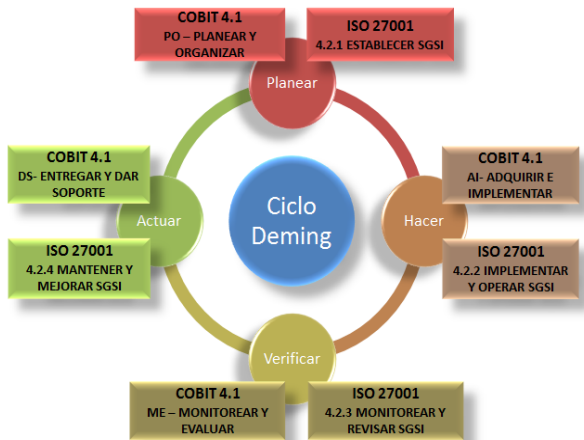 COBIT 4.1
PO – PLANEAR Y
ORGANIZAR
ISO 27001
4.2.1 ESTABLECER SGSI
Planear
COBIT 4.1
DS- ENTREGAR Y DAR
SOPORTE
Actuar
ISO 27001
4.2.4 MANTENER Y
MEJORAR SGSI
Ciclo
Deming
COBIT 4.1
AI- ADQUIRIR E
IMPLEMENTAR
Hacer
ISO 27001
4.2.2 IMPLEMENTAR
Y OPERAR SGSI
Verificar
COBIT 4.1
ME – MONITOREAR Y
EVALUAR
ISO 27001
4.2.3 MONITOREAR Y
REVISAR SGSI